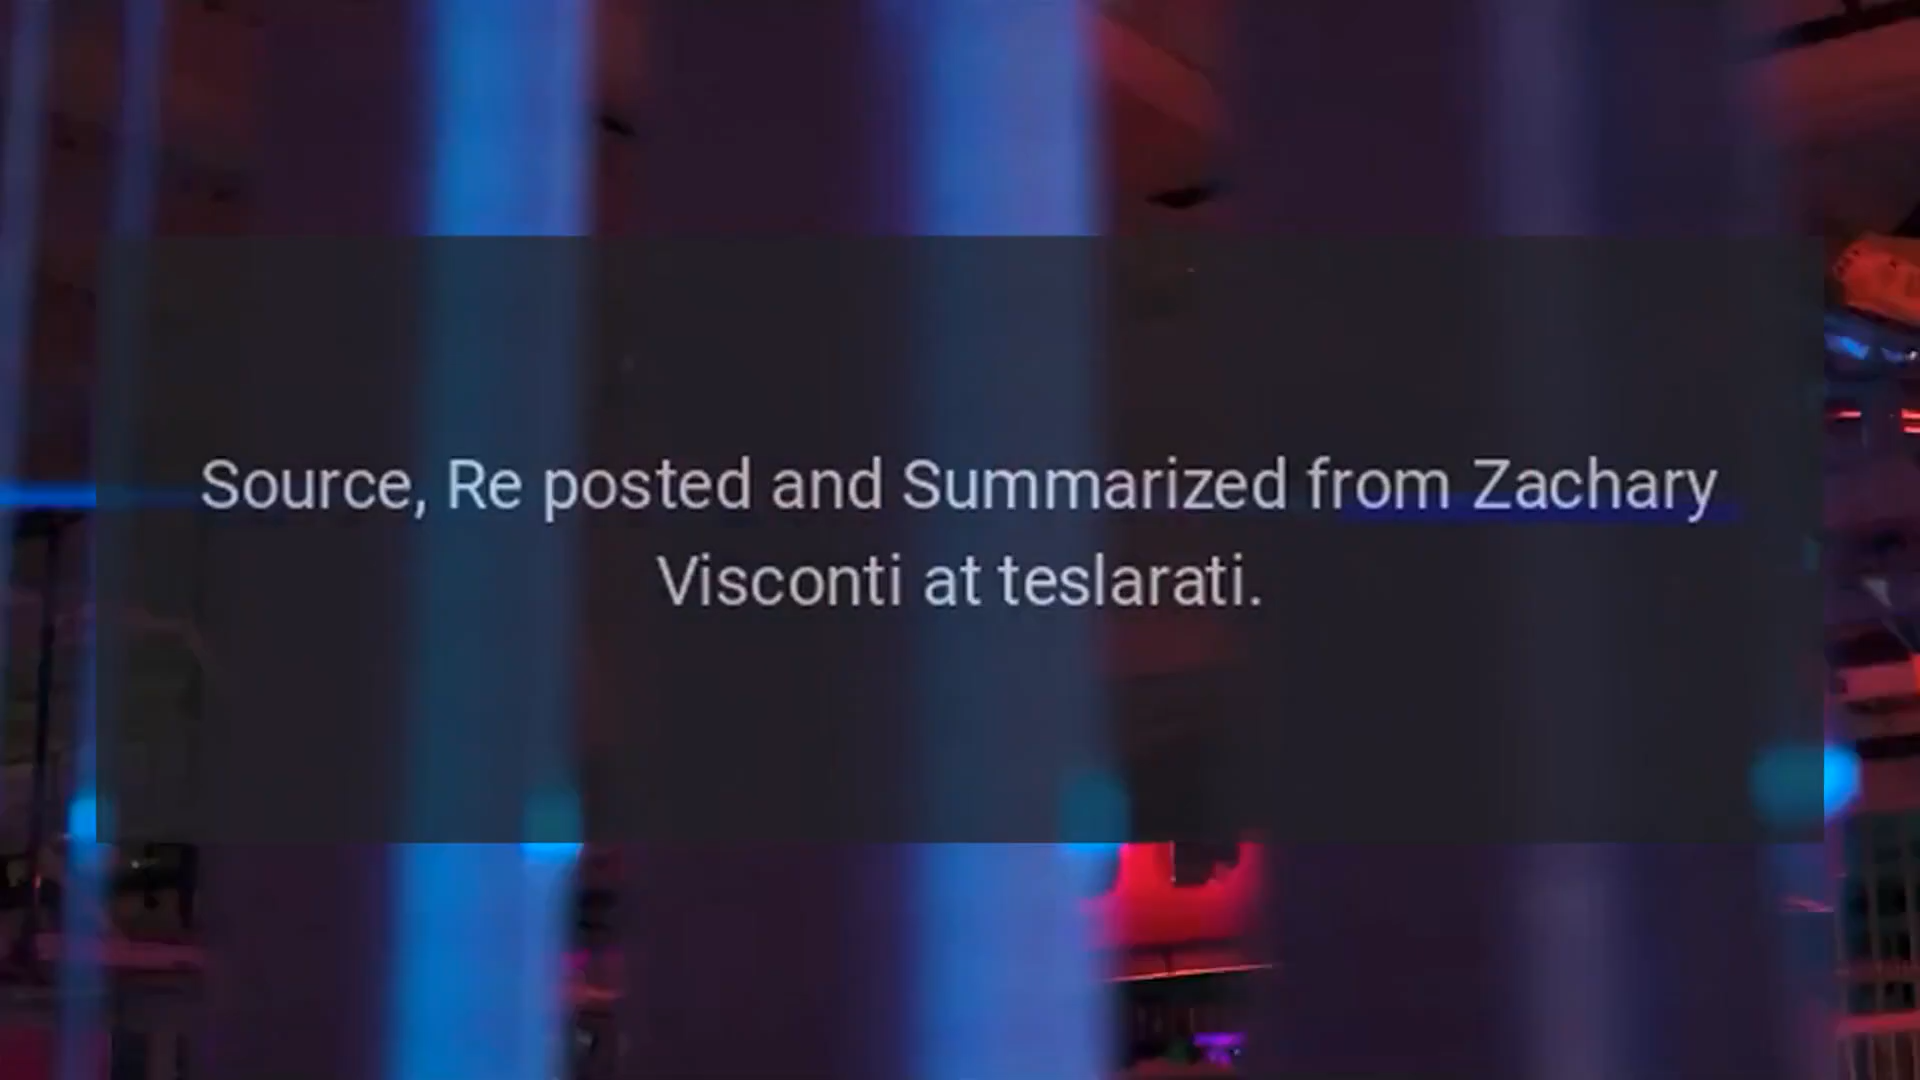 Source, Re posted and Summarized from Zachary
Visconti at teslarati.